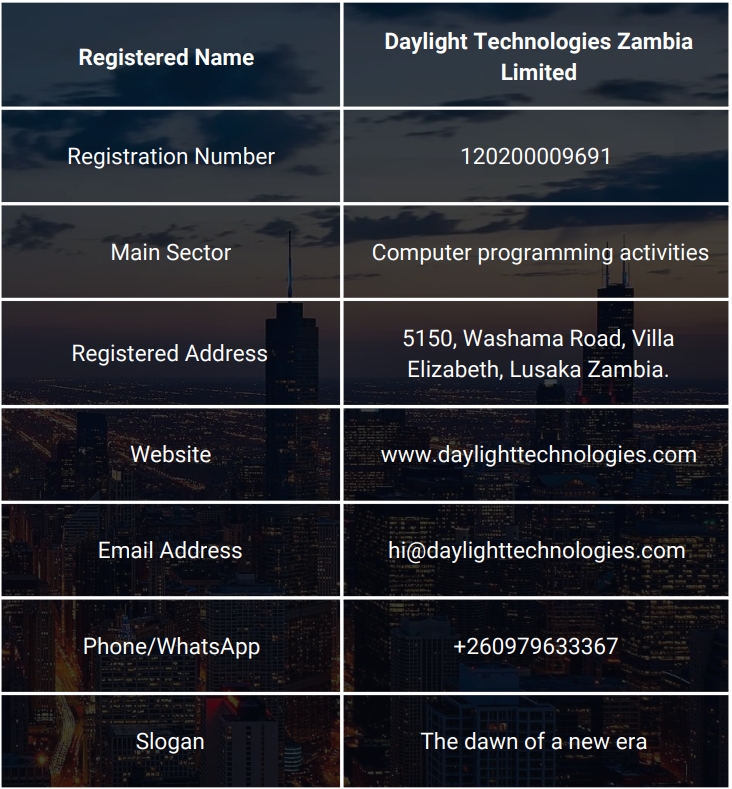 Registered Name
Daylight Technologies Zambia
Limited
Registration Number
120200009691
Main Sector
Computer programming activities
Registered Address
5150, Washama Road, Villa
Elizabeth, Lusaka Zambia.
Website
www.daylighttechnologies.com
Email Address
hi@daylighttechnologies.com
Phone/WhatsApp
+260979633367
Slogan
The dawn of a new era